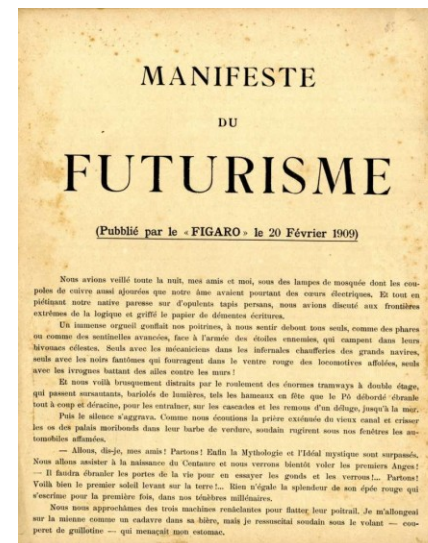 MANIFESTE
DU
FUTURISME
(Pubblié par le « FIGARO » le 20 Février 1909)
Nous avions veillé toute la nuit, mes amis et moi, sous des lampes de mosquée dont les cou-
poles de cuivre aussi ajourées que notre âme avaient pourtant des cœurs électriques. Et tout en
piétinant notre native paresse sur d'opulents tapis persans, nous avions discuté aux frontières
extrêmes de la logique et griffé le papier de démentes écritures.
Un immense orgueil gonflait nos poitrines, à nous sentir debout tous seuls, comme des phares
ou comme des sentinelles avancées, face à l'armée des étoiles ennemies, qui campent dans leurs
bivouacs célestes. Seuls avec les mécaniciens dans les infernales chaufferies des grands navires,
seuls avec les noirs fantômes qui fourragent dans le ventre rouge des locomotives affolées, seuls
avec les ivrognes battant des ailes contre les murs !
Et nous voilà brusquement distraits par le roulement des énormes tramways à double étage,
qui passent sursautants, bariolés de lumières, tels les hameaux en fête que le Pô débordé ébranle
tout à coup et déracine, pour les entraîner, sur les cascades et les remous d'un déluge, jusqu'à la mer.
Puis le silence s'aggrava. Comme nous écoutions la prière exténuée du vieux canal et crisser
les os des palais moribonds dans leur barbe de verdure, soudain rugirent sous nos fenêtres les au-
tomobiles affamées.
— Allons, dis-je, mes amis ! Partons ! Enfin la Mythologie et l'Idéal mystique sont surpassés.
Nous allons assister à la naissance du Centaure et nous verrons bientôt voler les premiers Anges !
— Il faudra ébranler les portes de la vie pour en essayer les gonds et les verrous !... Partons !
Voilà bien le premier soleil levant sur la terre !... Rien n'égale la splendeur de son épée rouge qui
s'escrime pour la première fois, dans nos ténèbres millénaires.
Nous nous approchâmes des trois machines renâclantes pour flatter leur poitrail. Je m'allongeai
sur la mienne comme un cadavre dans sa bière, mais je ressuscitai soudain sous le volant — cou-
peret de guillotine — qui menaçait mon estomac.